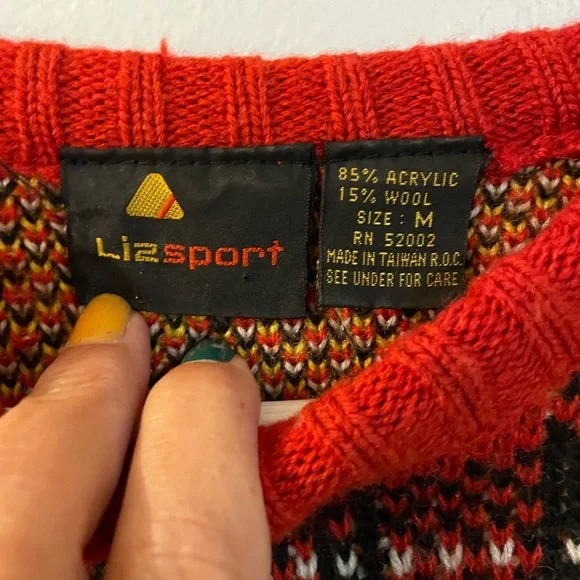 Lizsport
85% ACRYLIC
15% WOOL
SIZE : M
RN 52002
MADE IN TAIWAN R.O.C.
SEE UNDER FOR CARE